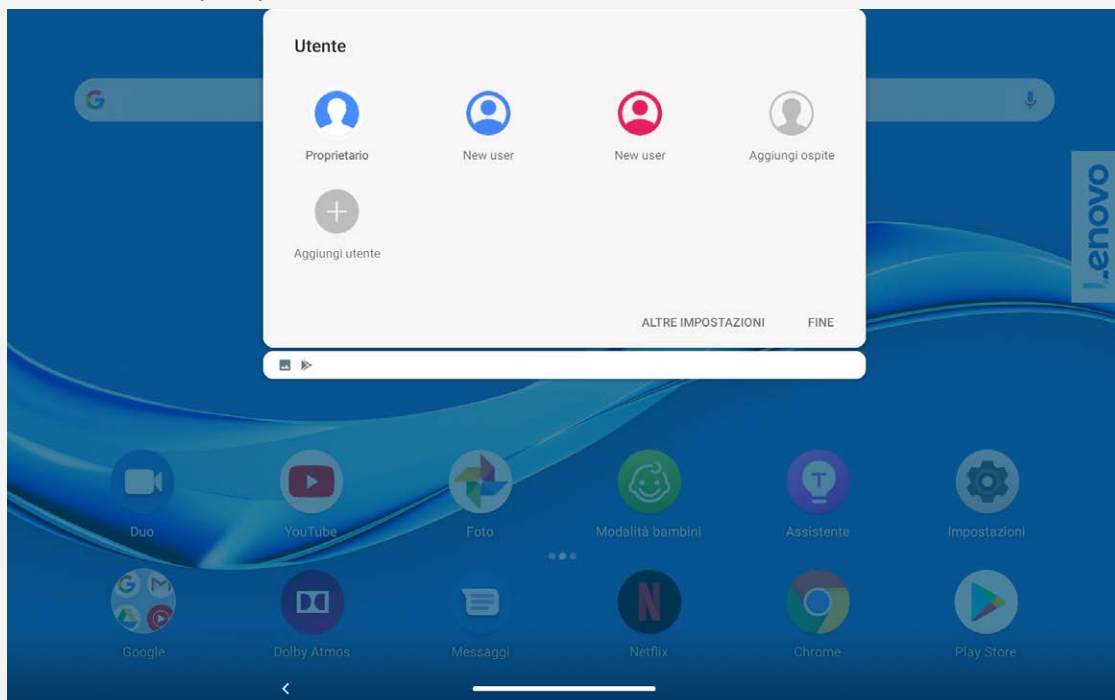 Utente
Proprietario
New user
New user
Aggiungi ospite
Aggiungi utente
ALTRE IMPOSTAZIONI
FINE
Lenovo
Duo
YouTube
Foto
Modalità bambini
Assistente
Impostazioni
Google
Dolby Atmos
Messaggi
Netflix
Chrome
Play Store